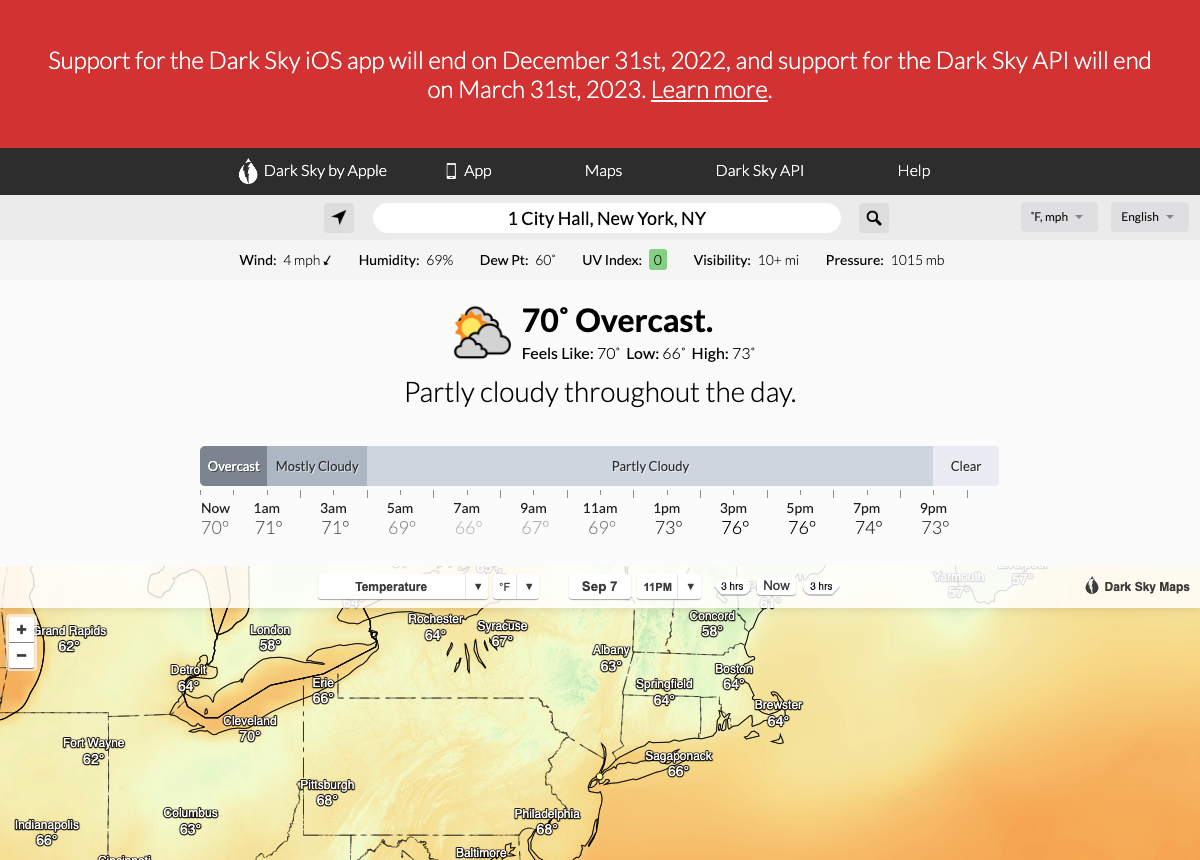 Support for the Dark Sky iOS app will end on December 31st, 2022, and support for the Dark Sky API will end
on March 31st, 2023. Learn more.
Dark Sky by Apple App Maps Dark Sky API Help
1 City Hall, New York, NY ˚F, mph English
Wind: 4 mph Humidity: 69% Dew Pt: 60˚ UV Index: 0 Visibility: 10+ mi Pressure: 1015 mb
70˚ Overcast.
Feels Like: 70˚ Low: 66˚ High: 73˚
Partly cloudy throughout the day.
Overcast Mostly Cloudy Partly Cloudy Clear
Now 1am 3am 5am 7am 9am 11am 1pm 3pm 5pm 7pm 9pm
70° 71° 71° 69° 66° 67° 69° 73° 76° 76° 74° 73°
Temperature ▼ °F ▼ Sep 7 11PM ▼ 3 hrs Now 3 hrs Dark Sky Maps
Yarmouth
57°
57°
+
−
Grand Rapids
62°
London
58°
Rochester
64°
Syracuse
67°
Concord
58°
Albany
63°
Detroit
64°
Erie
66°
Springfield
64°
Boston
64°
Brewster
64°
Cleveland
70°
Fort Wayne
62°
Sagaponack
66°
Pittsburgh
68°
Columbus
63°
Philadelphia
68°
Indianapolis
66°
Cincinnati
Baltimore